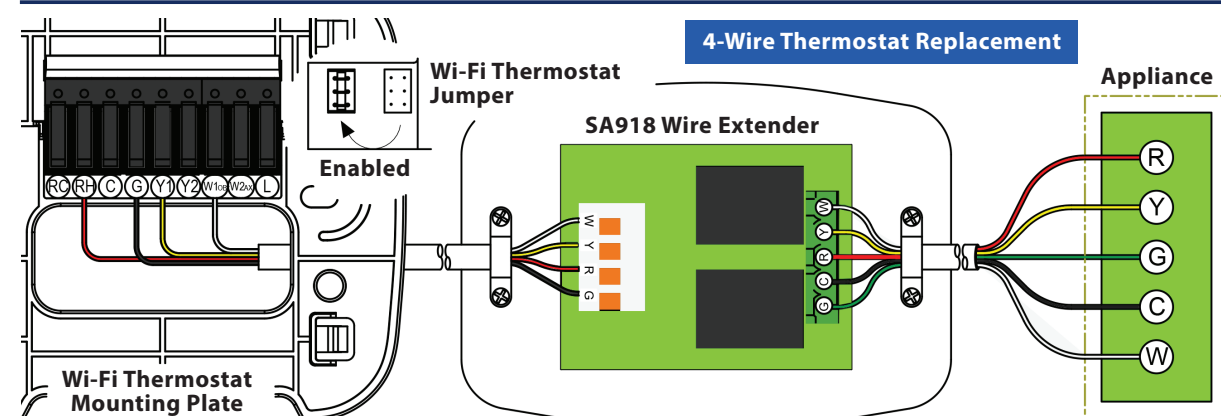 4-Wire Thermostat Replacement
Wi-Fi Thermostat
Jumper
Enabled
SA918 Wire Extender
Appliance
RC RH C G Y1 Y2 W1OB W2AX L
W
Y
R
G
W
Y
R
C
G
R
Y
G
C
W
Wi-Fi Thermostat
Mounting Plate